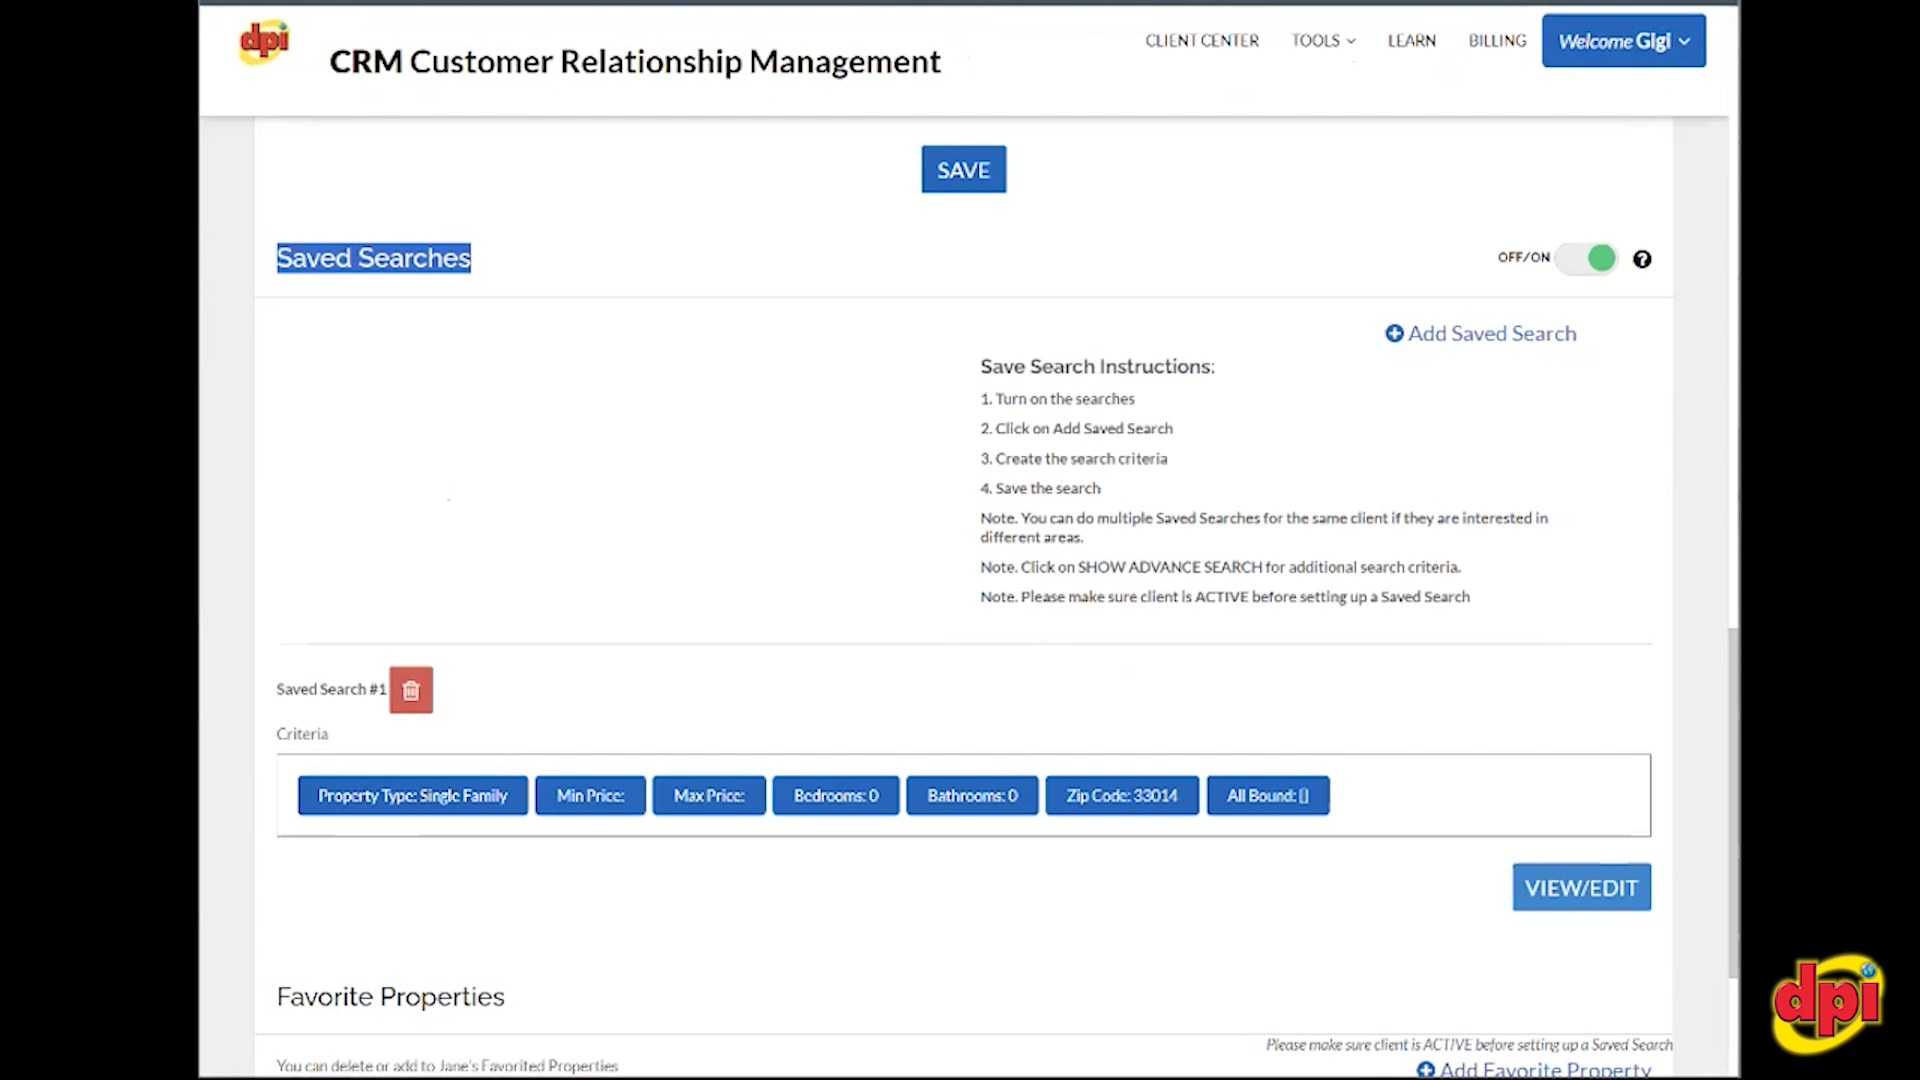 dpi
CRM Customer Relationship Management
CLIENT CENTER
TOOLS
LEARN
BILLING
Welcome Gigi
SAVE
Saved Searches
OFF/ON
?
Add Saved Search
Save Search Instructions:
1. Turn on the searches
2. Click on Add Saved Search
3. Create the search criteria
4. Save the search
Note. You can do multiple Saved Searches for the same client if they are interested in
different areas.
Note. Click on SHOW ADVANCE SEARCH for additional search criteria.
Note. Please make sure client is ACTIVE before setting up a Saved Search
Saved Search #1
Criteria
Property Type: Single Family
Min Price:
Max Price:
Bedrooms: 0
Bathrooms: 0
Zip Code: 33014
All Bound: []
VIEW/EDIT
Favorite Properties
Please make sure client is ACTIVE before setting up a Saved Search
You can delete or add to Jane's Favorited Properties
Add Favorite Property
dpi